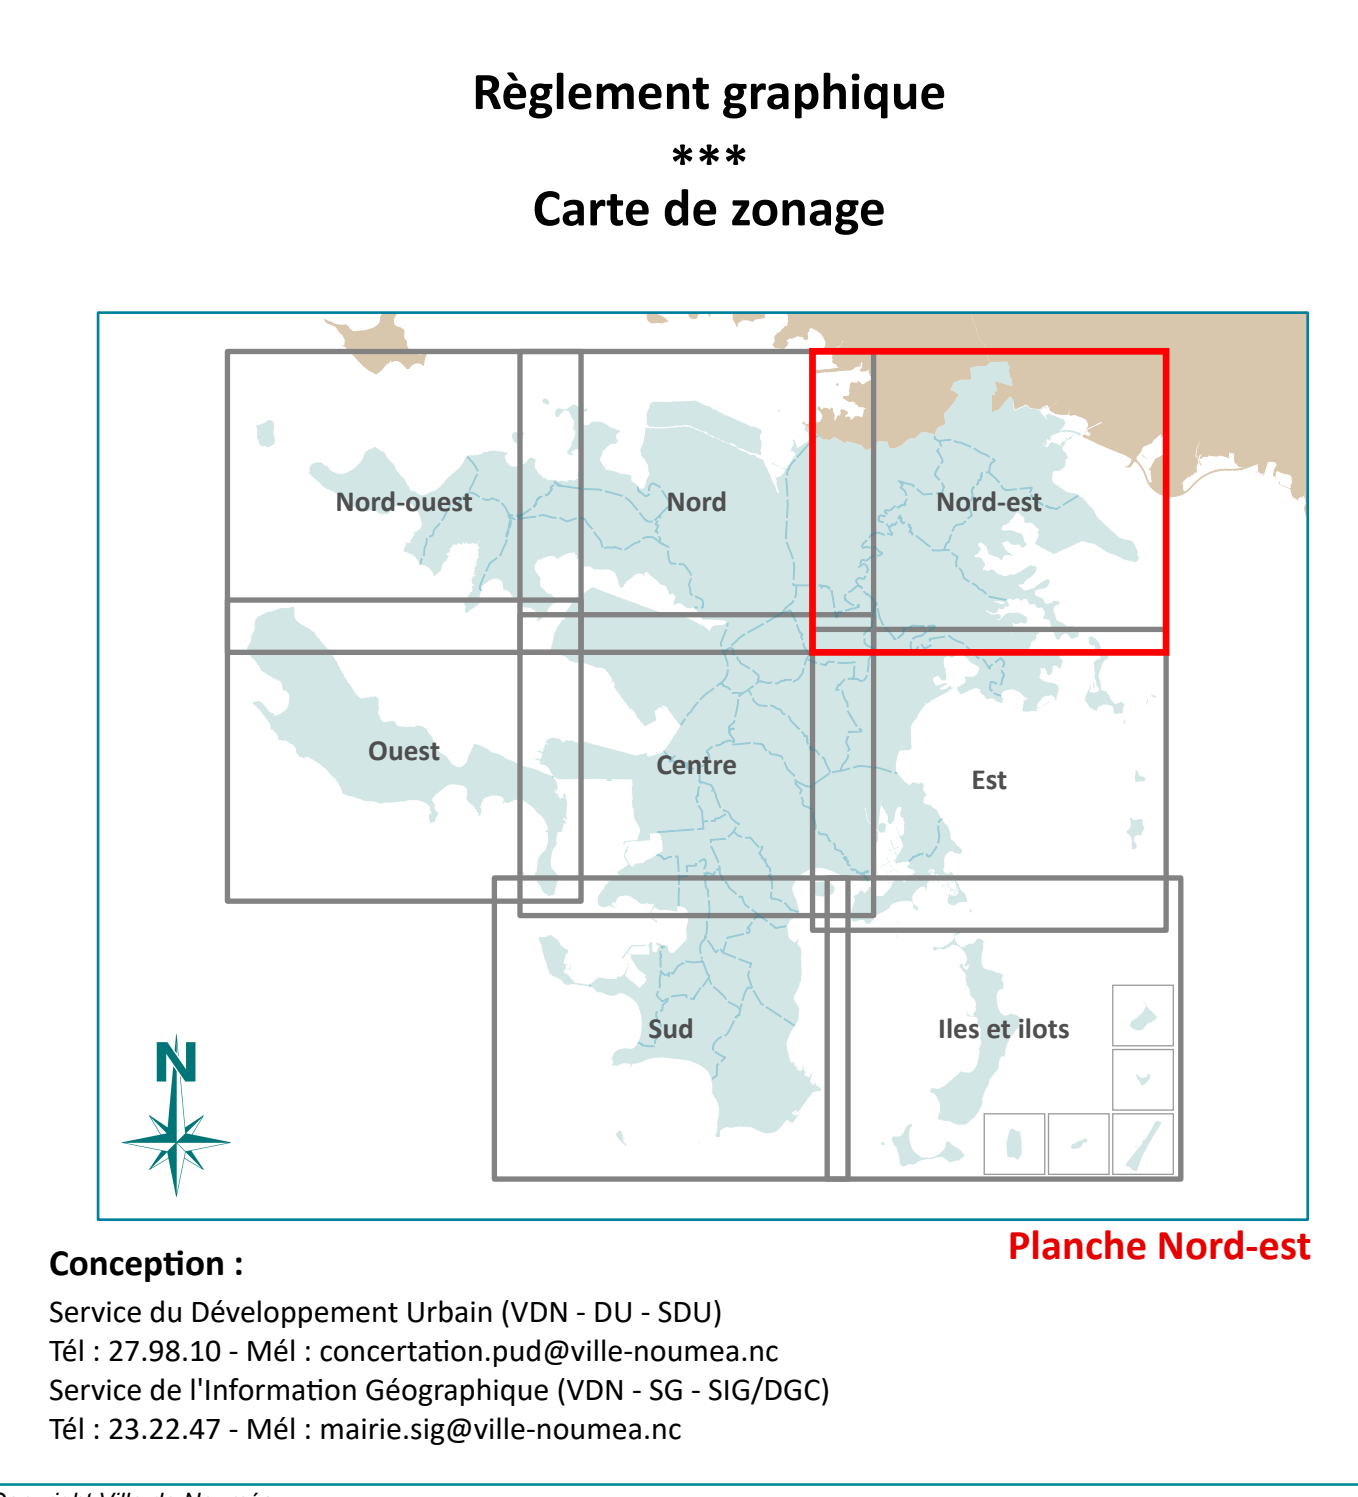 Règlement graphique
***
Carte de zonage
Nord-ouest
Nord
Nord-est
Ouest
Centre
Est
Sud
Iles et ilots
N
Planche Nord-est
Conception :
Service du Développement Urbain (VDN - DU - SDU)
Tél : 27.98.10 - Mél : concertation.pud@ville-noumea.nc
Service de l'Information Géographique (VDN - SG - SIG/DGC)
Tél : 23.22.47 - Mél : mairie.sig@ville-noumea.nc